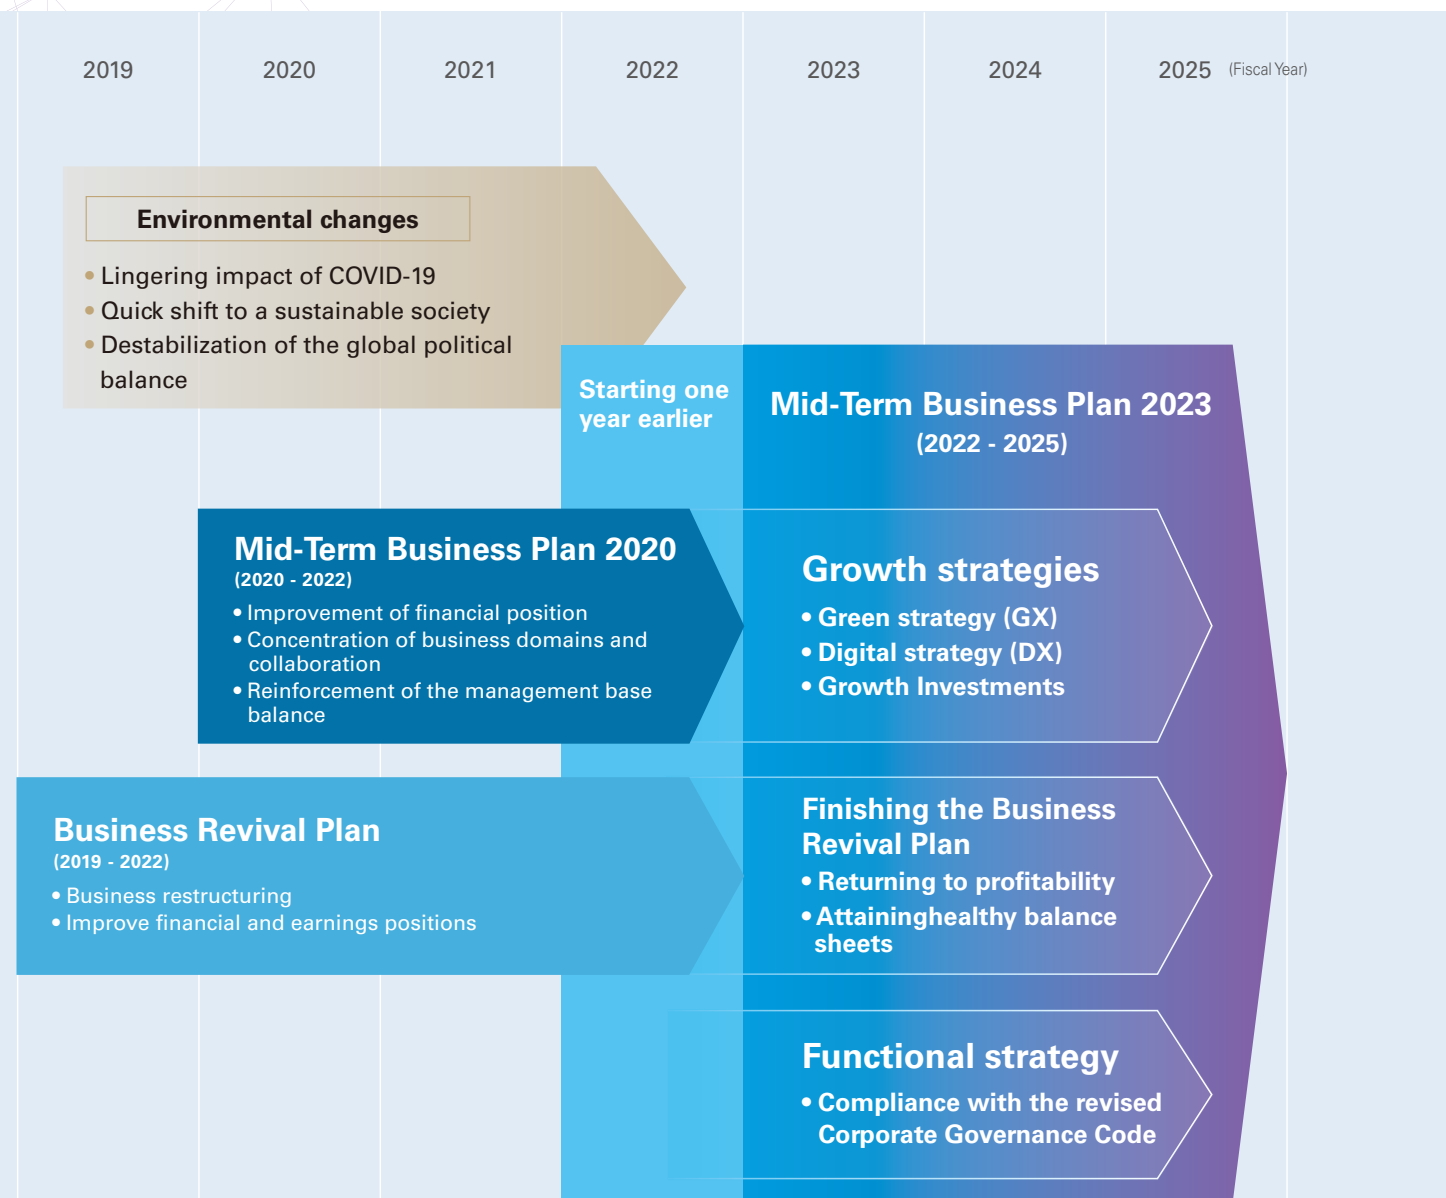 2019 2020 2021 2022 2023 2024 2025 (Fiscal Year)
Environmental changes
• Lingering impact of COVID-19
• Quick shift to a sustainable society
• Destabilization of the global political
balance
Starting one
year earlier
Mid-Term Business Plan 2023
(2022 - 2025)
Mid-Term Business Plan 2020
(2020 - 2022)
• Improvement of financial position
• Concentration of business domains and
collaboration
• Reinforcement of the management base
balance
Growth strategies
• Green strategy (GX)
• Digital strategy (DX)
• Growth Investments
Business Revival Plan
(2019 - 2022)
• Business restructuring
• Improve financial and earnings positions
Finishing the Business
Revival Plan
• Returning to profitability
• Attaininghealthy balance
sheets
Functional strategy
• Compliance with the revised
Corporate Governance Code